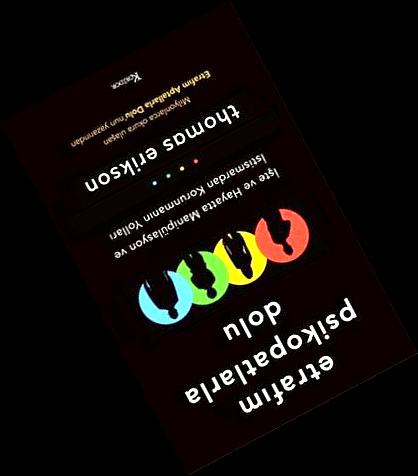 etrafım
psikopatlarla
dolu
İşte ve Hayatta Manipülasyon ve
İstismardan Korunmanın Yolları
thomas erikson
Milyonlarca okura ulaşan
Etrafım Aptallarla Dolu'nun yazarından